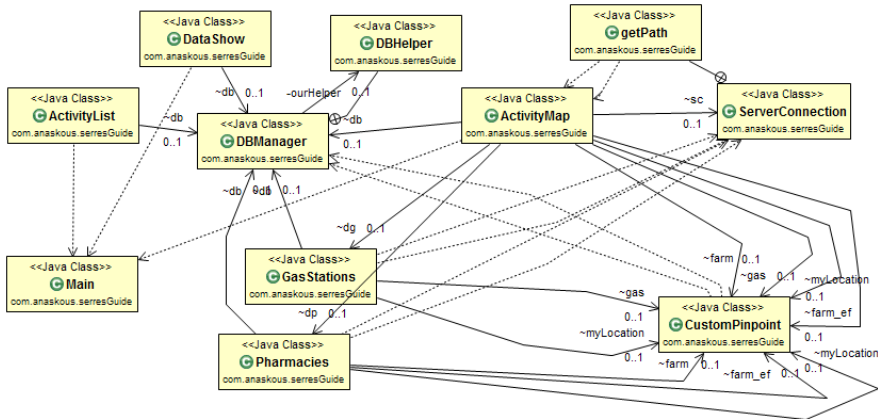 <<Java Class>>
DataShow
com.anaskous.serresGuide
<<Java Class>>
DBHelper
com.anaskous.serresGuide
<<Java Class>>
getPath
com.anaskous.serresGuide
~db
0..1
-ourHelper
0..1
~db
<<Java Class>>
ActivityList
com.anaskous.serresGuide
~db
0..1
<<Java Class>>
DBManager
com.anaskous.serresGuide
0..1
<<Java Class>>
ActivityMap
com.anaskous.serresGuide
~sc
0..1
<<Java Class>>
ServerConnection
com.anaskous.serresGuide
~db
0..1
~db
0..1
~dg
0..1
<<Java Class>>
Main
com.anaskous.serresGuide
<<Java Class>>
GasStations
com.anaskous.serresGuide
~farm
0..1
~gas
0..1
~myLocation
0..1
~farm_ef
0..1
~gas
0..1
~myLocation
0..1
<<Java Class>>
CustomPinpoint
com.anaskous.serresGuide
~dp
0..1
<<Java Class>>
Pharmacies
com.anaskous.serresGuide
~farm
0..1
~farm_ef
0..1
~myLocation
0..1